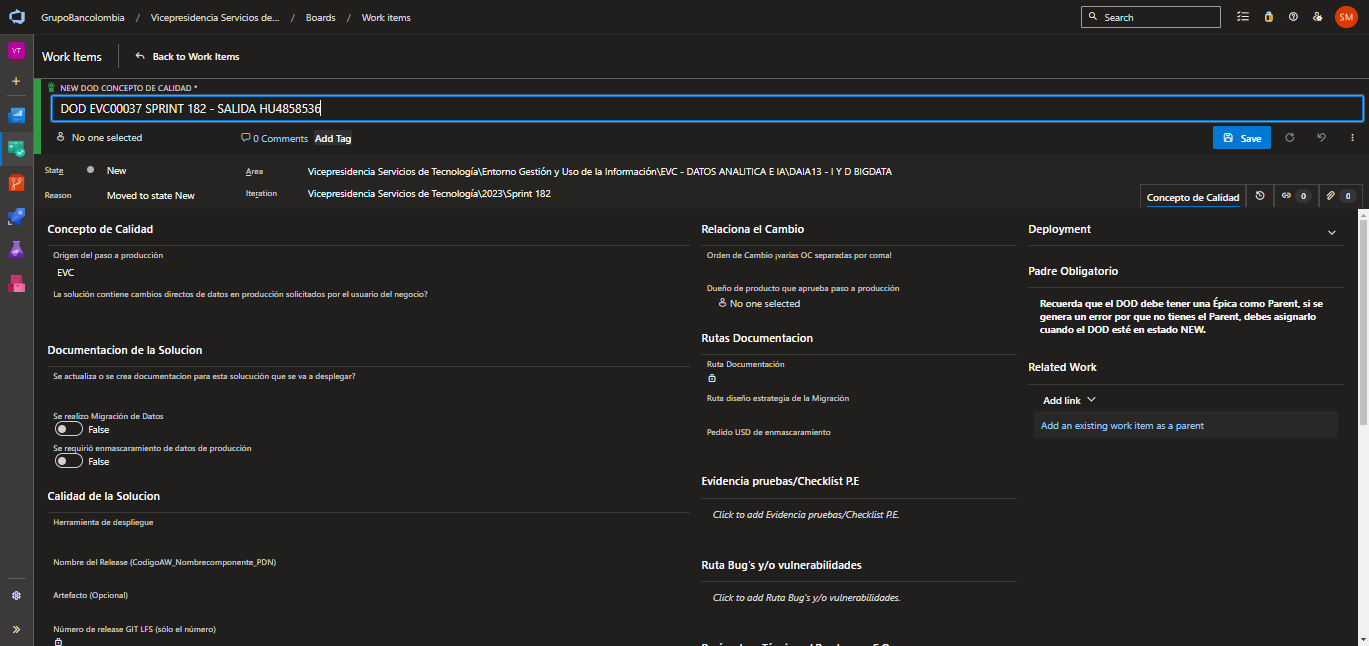 GrupoBancolombia / Vicepresidencia Servicios de... / Boards / Work items
Search
SM
VT
Work Items
Back to Work Items
NEW DOD CONCEPTO DE CALIDAD *
DOD EVC00037 SPRINT 182 - SALIDA HU4858536
No one selected
0 Comments
Add Tag
Save
State
New
Area
Vicepresidencia Servicios de Tecnología\Entorno Gestión y Uso de la Información\EVC - DATOS ANALITICA E IA\DAIA13 - I Y D BIGDATA
Reason
Moved to state New
Iteration
Vicepresidencia Servicios de Tecnología\2023\Sprint 182
Concepto de Calidad
0
0
Concepto de Calidad
Origen del paso a producción
EVC
La solución contiene cambios directos de datos en producción solicitados por el usuario del negocio?
Documentacion de la Solucion
Se actualiza o se crea documentacion para esta solucución que se va a desplegar?
Se realizo Migración de Datos
False
Se requirió enmascaramiento de datos de producción
False
Calidad de la Solucion
Herramienta de despliegue
Nombre del Release (CodigoAW_Nombrecomponente_PDN)
Artefacto (Opcional)
Número de release GIT LFS (sólo el número)
Relaciona el Cambio
Orden de Cambio ¡varias OC separadas por coma!
Dueño de producto que aprueba paso a producción
No one selected
Rutas Documentacion
Ruta Documentación
Ruta diseño estrategia de la Migración
Pedido USD de enmascaramiento
Evidencia pruebas/Checklist P.E
Click to add Evidencia pruebas/Checklist P.E.
Ruta Bug's y/o vulnerabilidades
Click to add Ruta Bug's y/o vulnerabilidades.
Deployment
Padre Obligatorio
Recuerda que el DOD debe tener una Épica como Parent, si se
genera un error por que no tienes el Parent, debes asignarlo
cuando el DOD esté en estado NEW.
Related Work
Add link
Add an existing work item as a parent